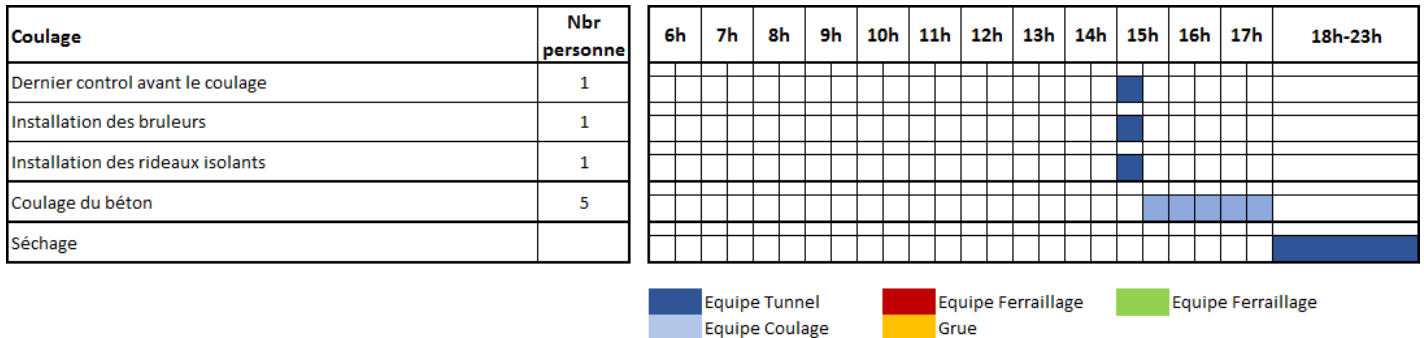 Coulage Nbr personne 6h 7h 8h 9h 10h 11h 12h 13h 14h 15h 16h 17h 18h-23h
Dernier control avant le coulage 1
Installation des bruleurs 1
Installation des rideaux isolants 1
Coulage du béton 5
Séchage
Equipe Tunnel Equipe Ferraillage Equipe Ferraillage
Equipe Coulage Grue